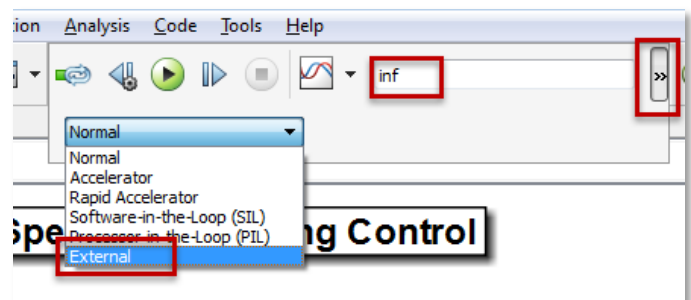 tion Analysis Code Tools Help
inf
»
Normal
Normal
Accelerator
Rapid Accelerator
Software-in-the-Loop (SIL)
Processor-in-the-Loop (PIL)
External
Spe ng Control